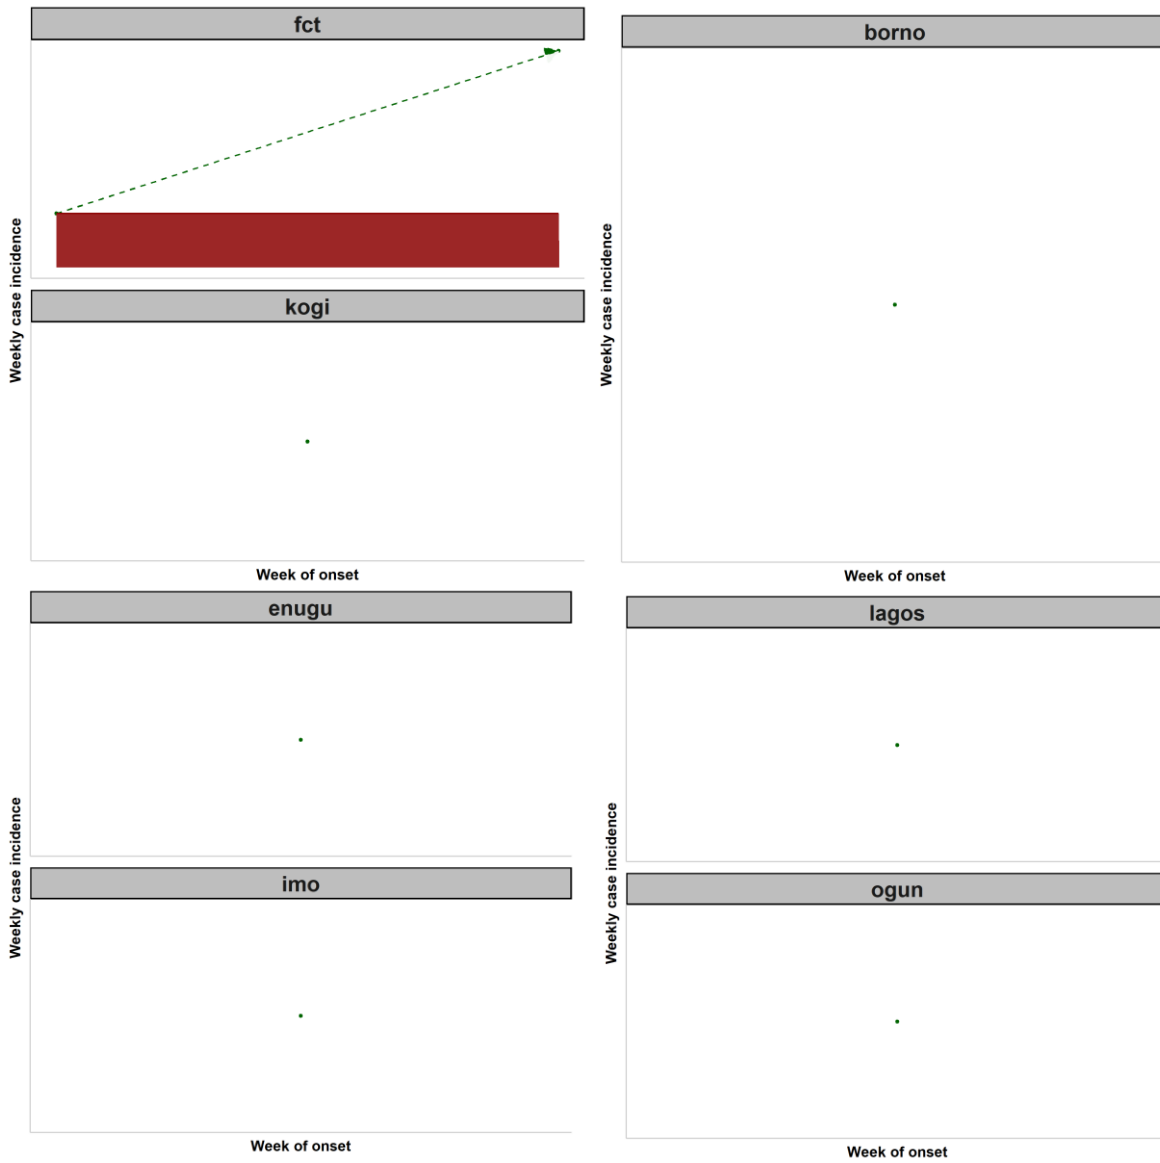 fct
Weekly case incidence
kogi
Week of onset
borno
Weekly case incidence
Week of onset
enugu
Weekly case incidence
imo
Week of onset
lagos
Weekly case incidence
ogun
Week of onset